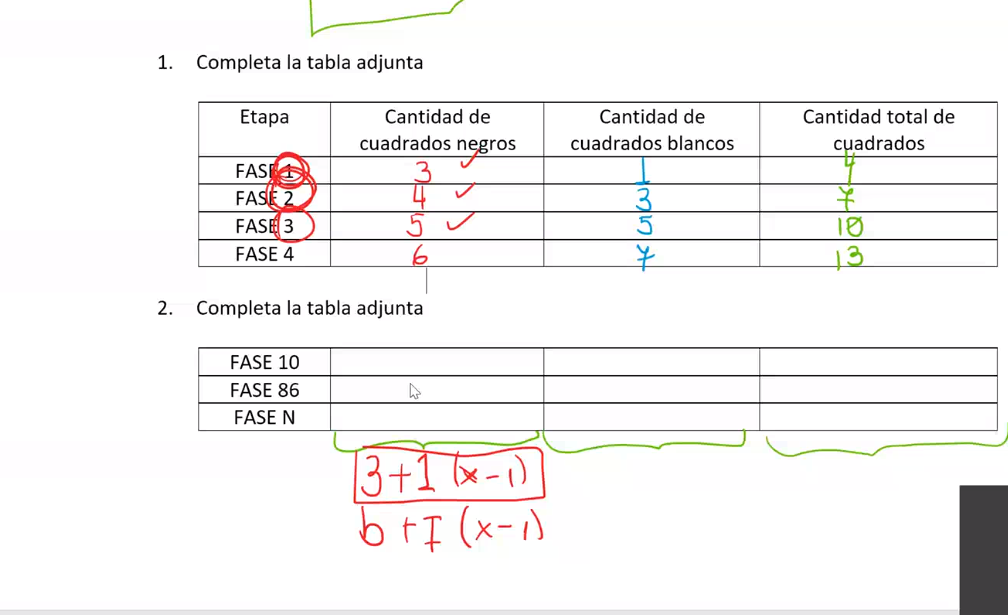 1. Completa la tabla adjunta
Etapa Cantidad de cuadrados negros Cantidad de cuadrados blancos Cantidad total de cuadrados
FASE 1 3 ✓ 1 4
FASE 2 4 ✓ 3 7
FASE 3 5 ✓ 5 10
FASE 4 6 7 13
2. Completa la tabla adjunta
FASE 10
FASE 86
FASE N
3 + 1 (x - 1)
b + I (x - 1)